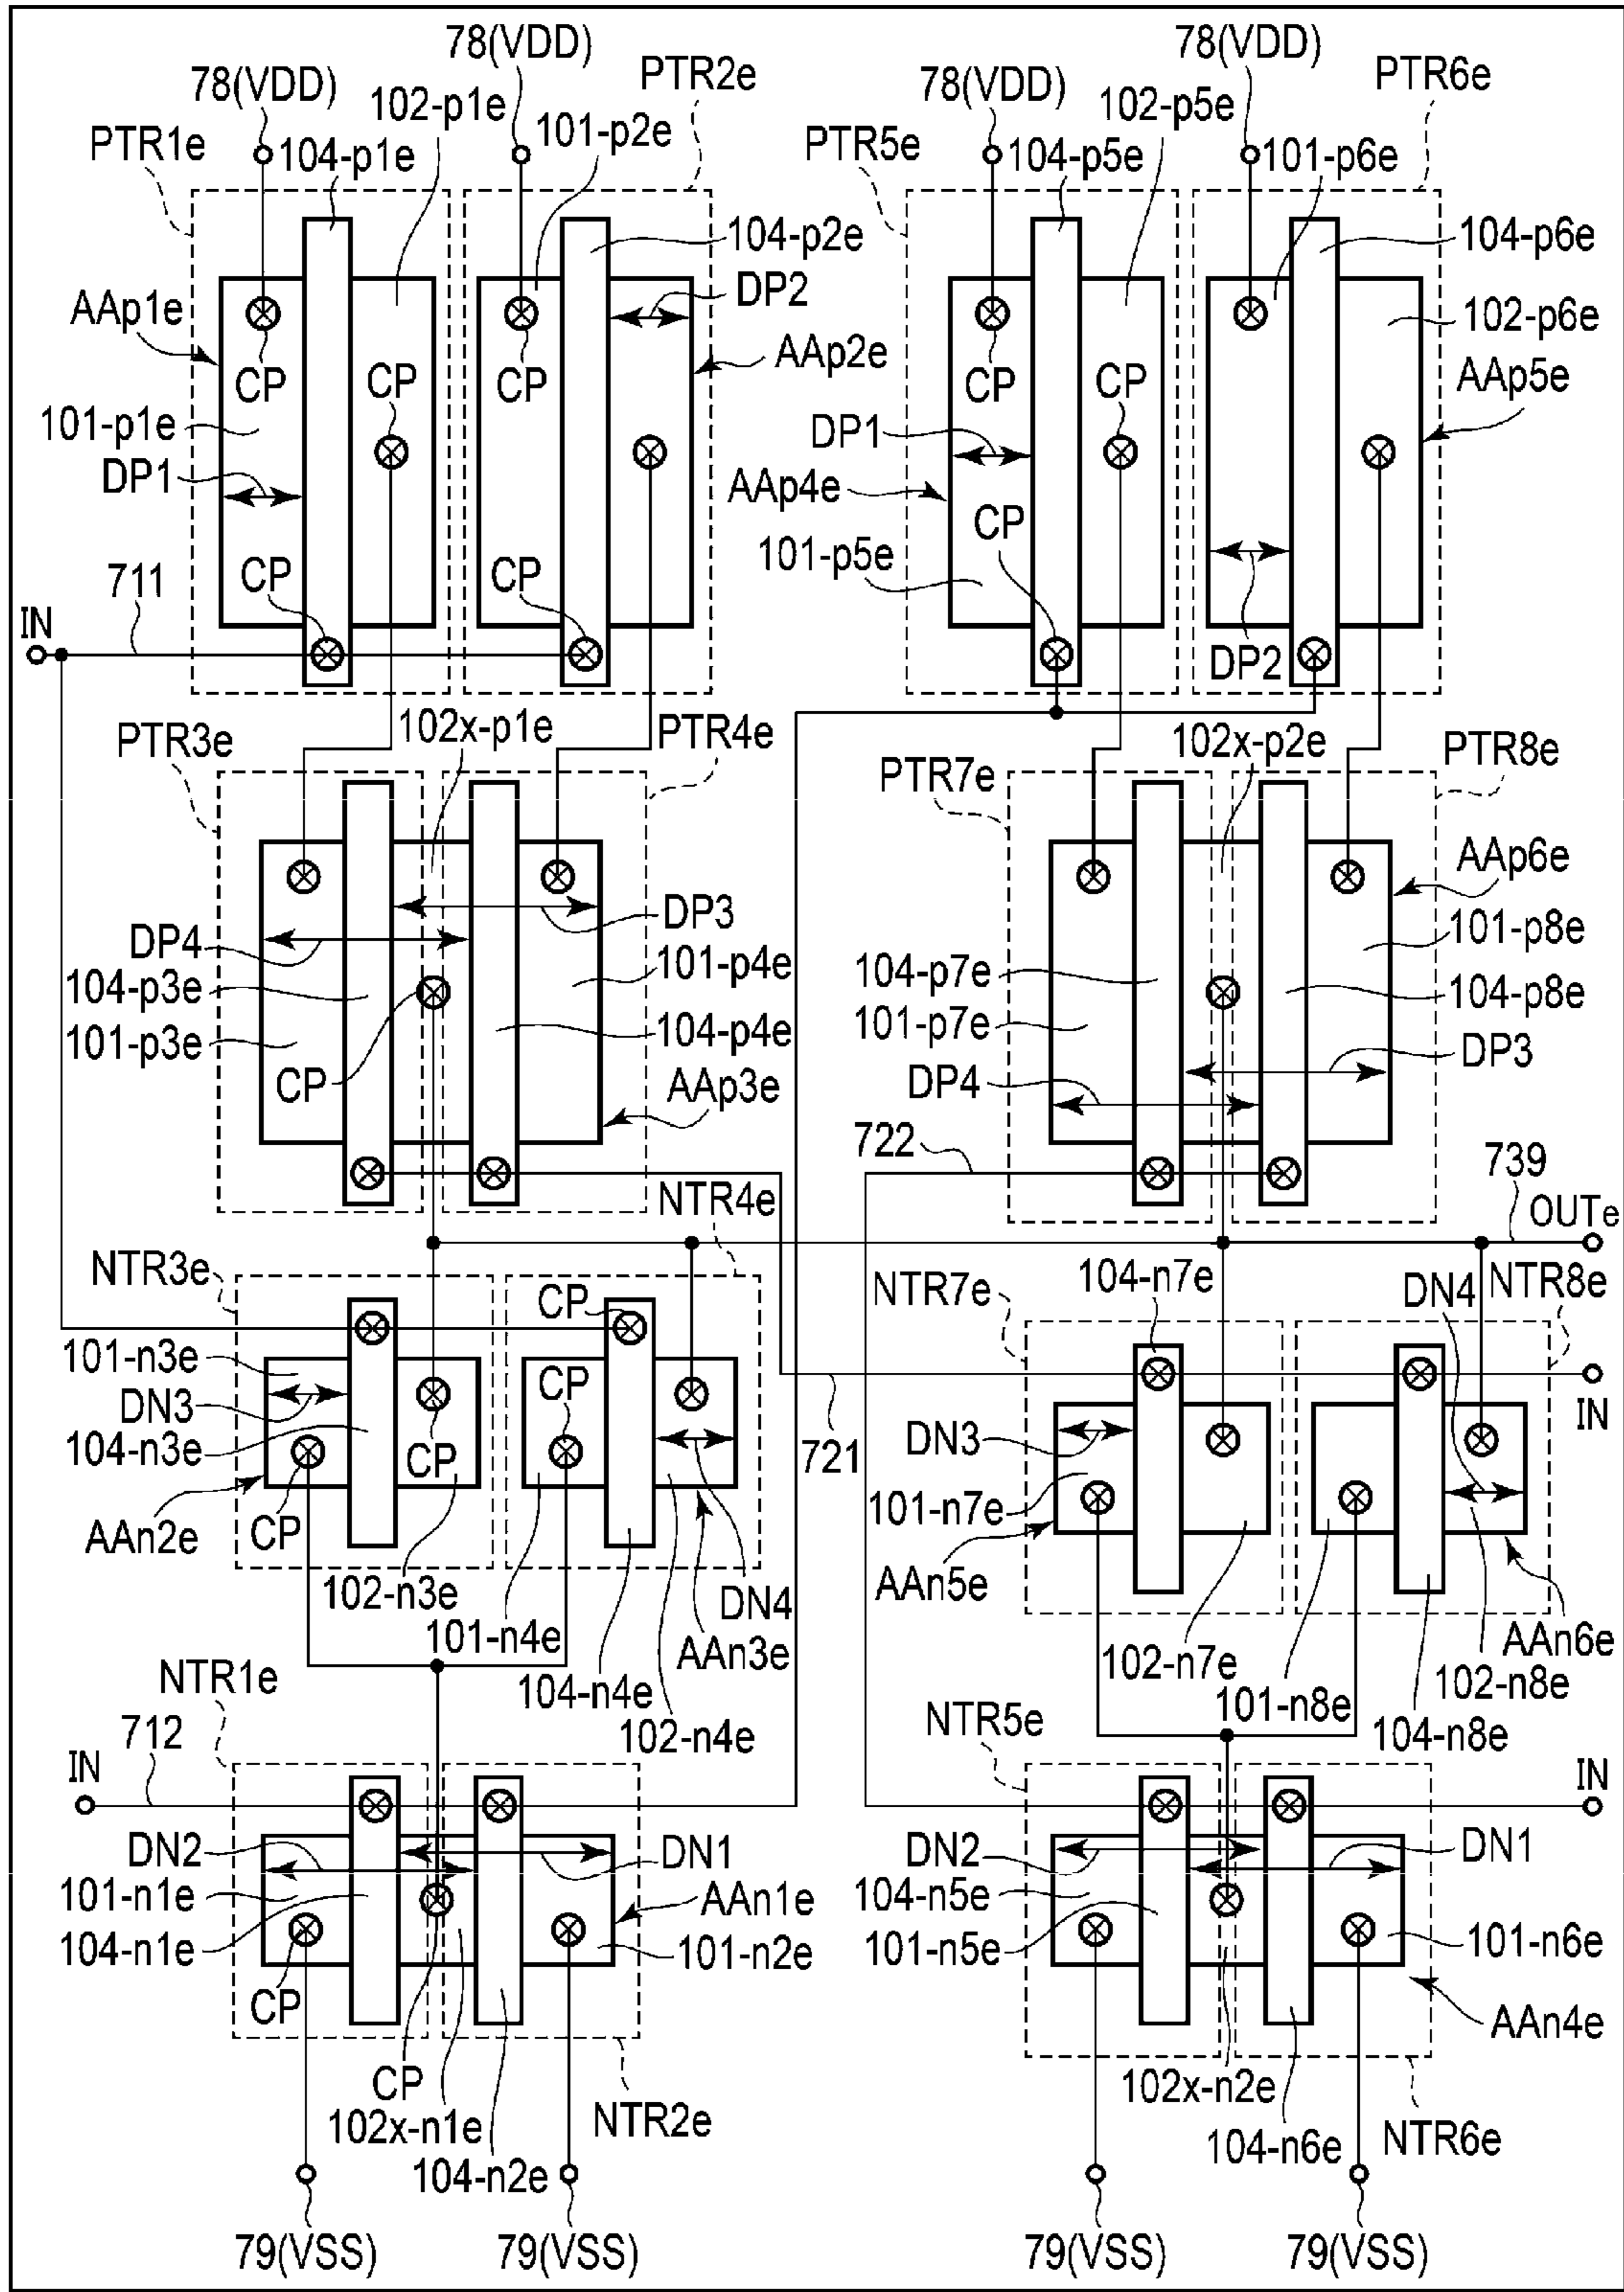 78(VDD) 78(VDD)
78(VDD) PTR2e 78(VDD) PTR6e
102-p1e 102-p5e
PTR1e 104-p1e 101-p2e PTR5e 104-p5e 101-p6e
104-p2e 104-p6e
DP2 102-p6e
AAp1e AAp2e
CP CP CP CP CP AAp5e
101-p1e DP1
DP1 AAp4e
CP
711 CP CP 101-p5e
IN
DP2
PTR3e 102x-p1e PTR4e 102x-p2e PTR8e
PTR7e
AAp6e
DP3
DP4 101-p4e 101-p8e
104-p3e 104-p7e 104-p8e
101-p3e 104-p4e 101-p7e
CP AAp3e DP4 DP3
722 739
NTR4e OUTe
NTR3e CP NTR7e 104-n7e DN4 NTR8e
101-n3e
DN3 CP IN
104-n3e CP 721 DN3
AAn2e CP 101-n7e
AAn5e
102-n3e DN4
101-n4e AAn3e 102-n7e AAn6e
NTR1e 104-n4e 101-n8e 102-n8e
712 102-n4e NTR5e 104-n8e
IN IN
DN2 DN1 DN2 DN1
101-n1e AAn1e 104-n5e
104-n1e 101-n2e 101-n5e 101-n6e
CP AAn4e
CP 102x-n2e
102x-n1e NTR2e NTR6e
104-n2e 104-n6e
79(VSS) 79(VSS) 79(VSS) 79(VSS)